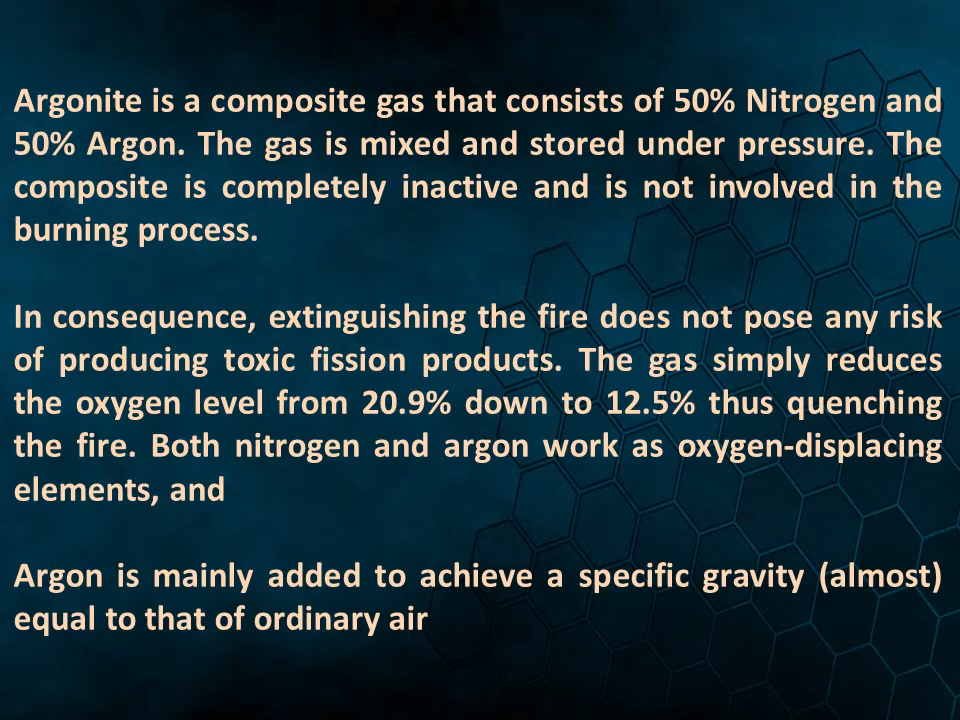 Argonite is a composite gas that consists of 50% Nitrogen and
50% Argon. The gas is mixed and stored under pressure. The
composite is completely inactive and is not involved in the
burning process.
In consequence, extinguishing the fire does not pose any risk
of producing toxic fission products. The gas simply reduces
the oxygen level from 20.9% down to 12.5% thus quenching
the fire. Both nitrogen and argon work as oxygen-displacing
elements, and
Argon is mainly added to achieve a specific gravity (almost)
equal to that of ordinary air